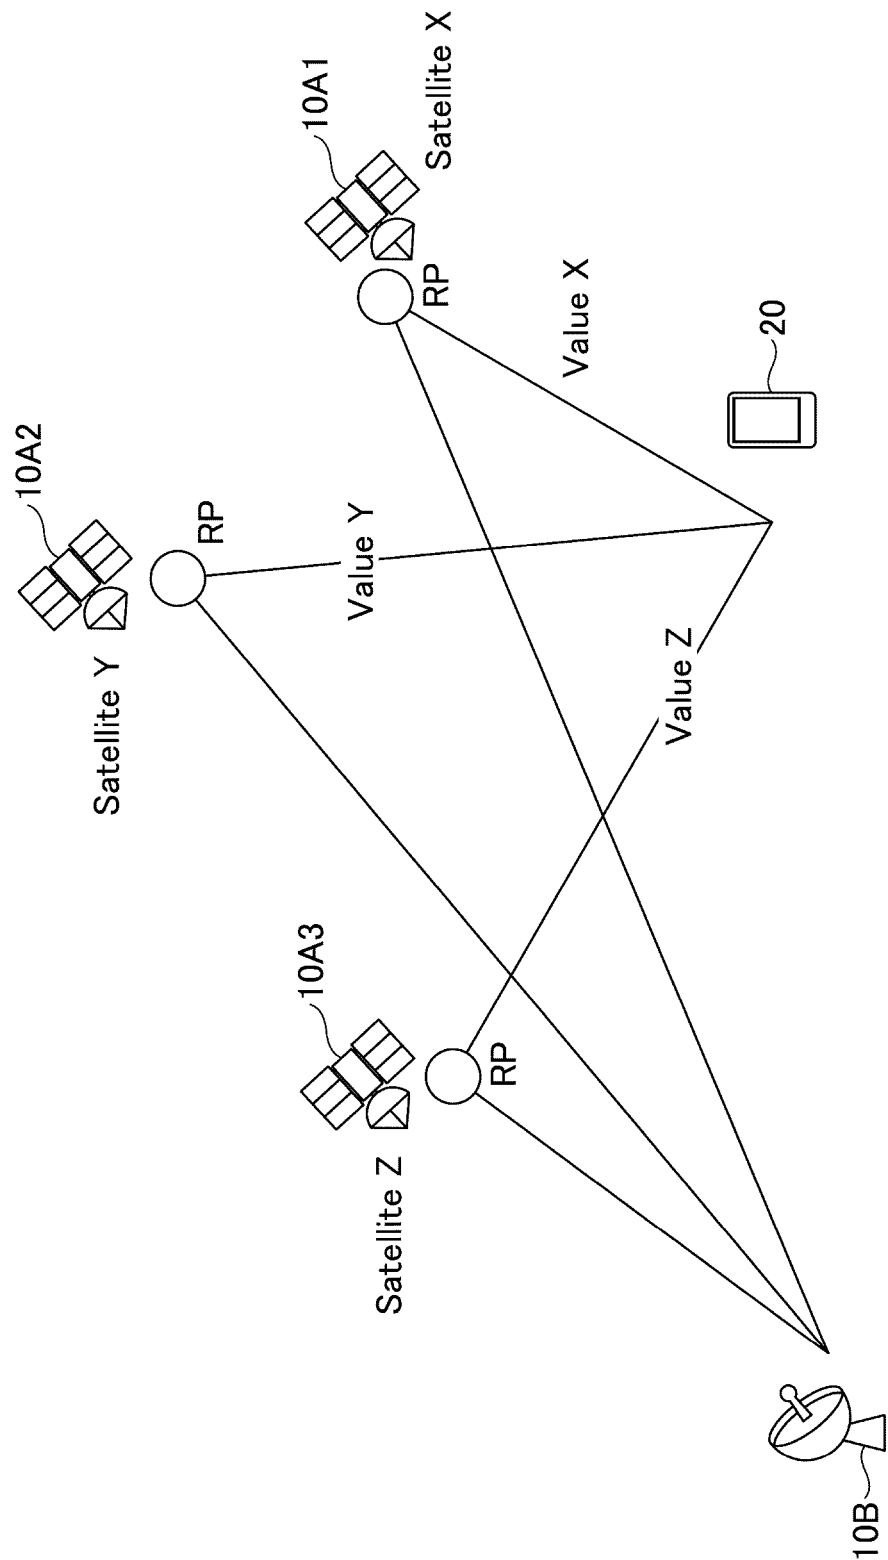 10A2
10A1
Satellite Y
RP
Satellite X
10A3
RP
Value Y
Satellite Z
RP
Value X
Value Z
20
10B